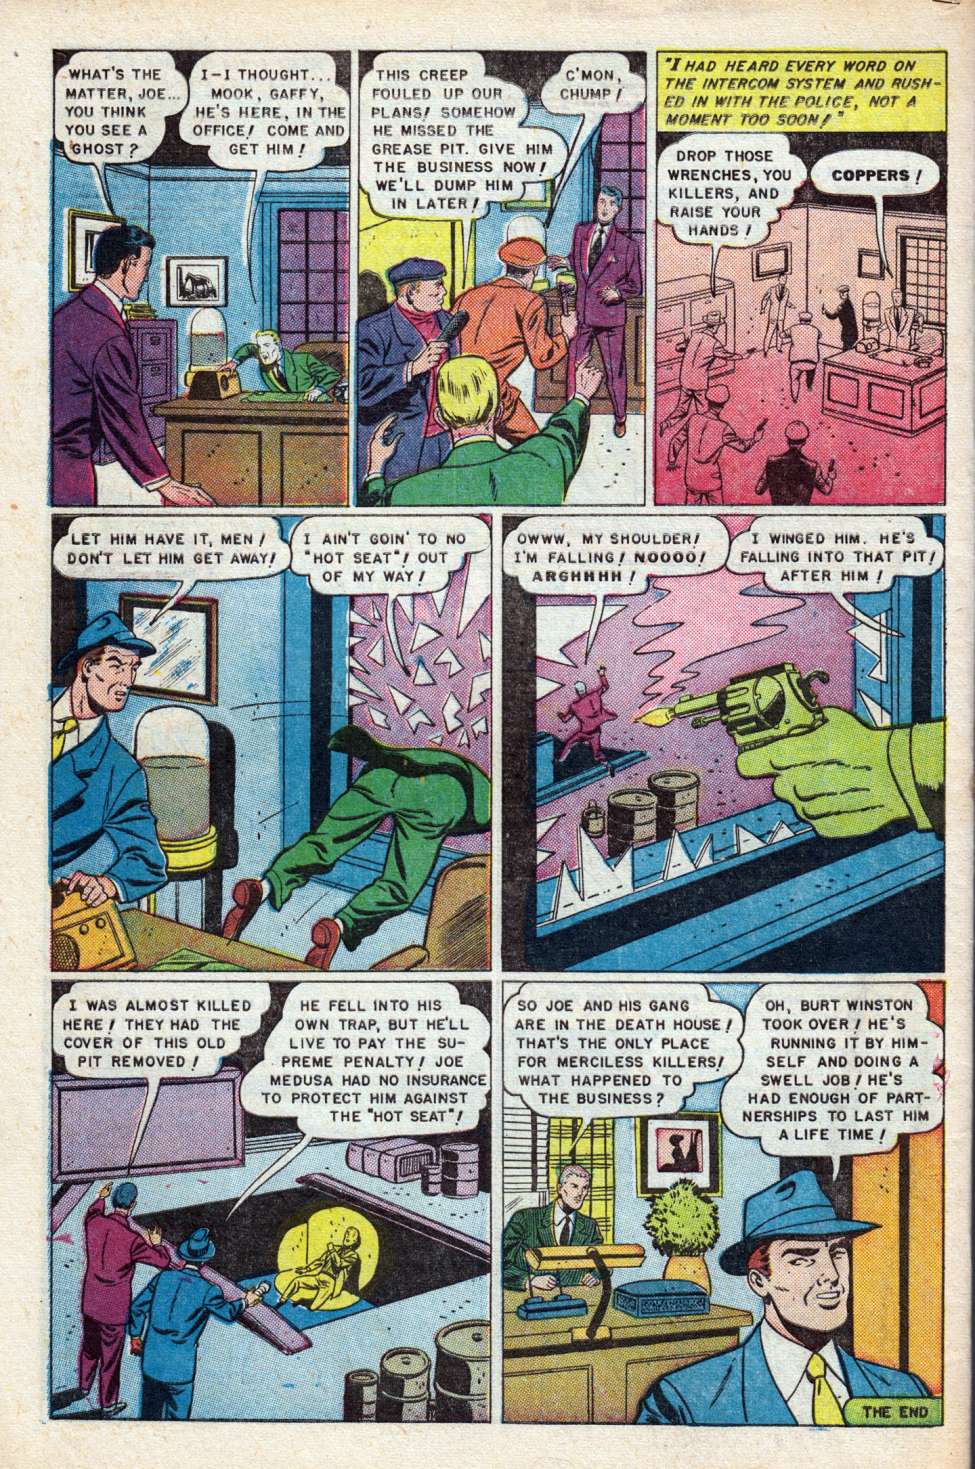 WHAT'S THE
MATTER, JOE...
YOU THINK
YOU SEE A
GHOST?
I-I THOUGHT...
MOOK, GAFFY,
HE'S HERE, IN THE
OFFICE! COME AND
GET HIM!
THIS CREEP
FOULED UP OUR
PLANS! SOMEHOW
HE MISSED THE
GREASE PIT. GIVE HIM
THE BUSINESS NOW!
WE'LL DUMP HIM
IN LATER!
C'MON,
CHUMP!
"I HAD HEARD EVERY WORD ON
THE INTERCOM SYSTEM AND RUSH-
ED IN WITH THE POLICE, NOT A
MOMENT TOO SOON!"
DROP THOSE
WRENCHES, YOU
KILLERS, AND
RAISE YOUR
HANDS!
COPPERS!
LET HIM HAVE IT, MEN!
DON'T LET HIM GET AWAY!
I AIN'T GOIN' TO NO
"HOT SEAT"! OUT
OF MY WAY!
OWWW, MY SHOULDER!
I'M FALLING! NOOOO!
ARGHHHH!
I WINGED HIM. HE'S
FALLING INTO THAT PIT!
AFTER HIM!
I WAS ALMOST KILLED
HERE! THEY HAD THE
COVER OF THIS OLD
PIT REMOVED!
HE FELL INTO HIS
OWN TRAP, BUT HE'LL
LIVE TO PAY THE SU-
PREME PENALTY! JOE
MEDUSA HAD NO INSURANCE
TO PROTECT HIM AGAINST
THE "HOT SEAT"!
SO JOE AND HIS GANG
ARE IN THE DEATH HOUSE!
THAT'S THE ONLY PLACE
FOR MERCILESS KILLERS!
WHAT HAPPENED TO
THE BUSINESS?
OH, BURT WINSTON
TOOK OVER! HE'S
RUNNING IT BY HIM-
SELF AND DOING A
SWELL JOB! HE'S
HAD ENOUGH OF PART-
NERSHIPS TO LAST HIM
A LIFE TIME!
THE END